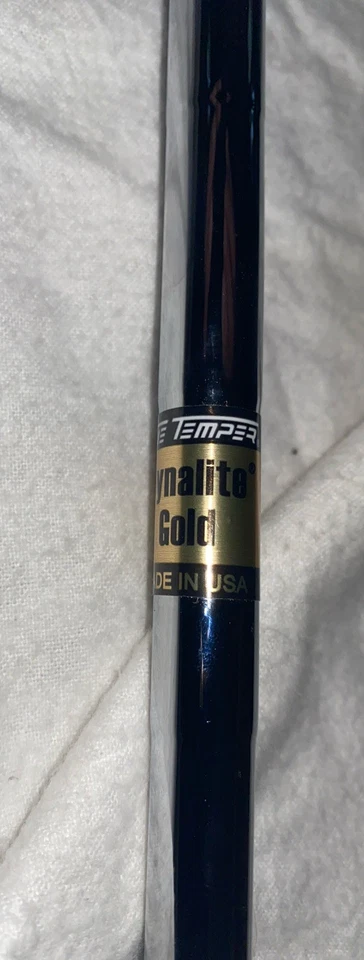 E TEMPER
ynalite®
Gold
DE IN USA